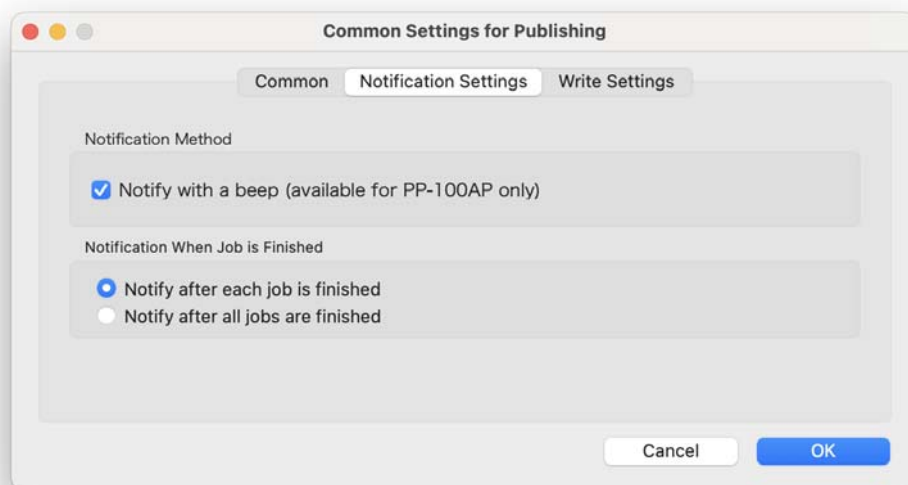 Common Settings for Publishing
Common Notification Settings Write Settings
Notification Method
Notify with a beep (available for PP-100AP only)
Notification When Job is Finished
Notify after each job is finished
Notify after all jobs are finished
Cancel OK